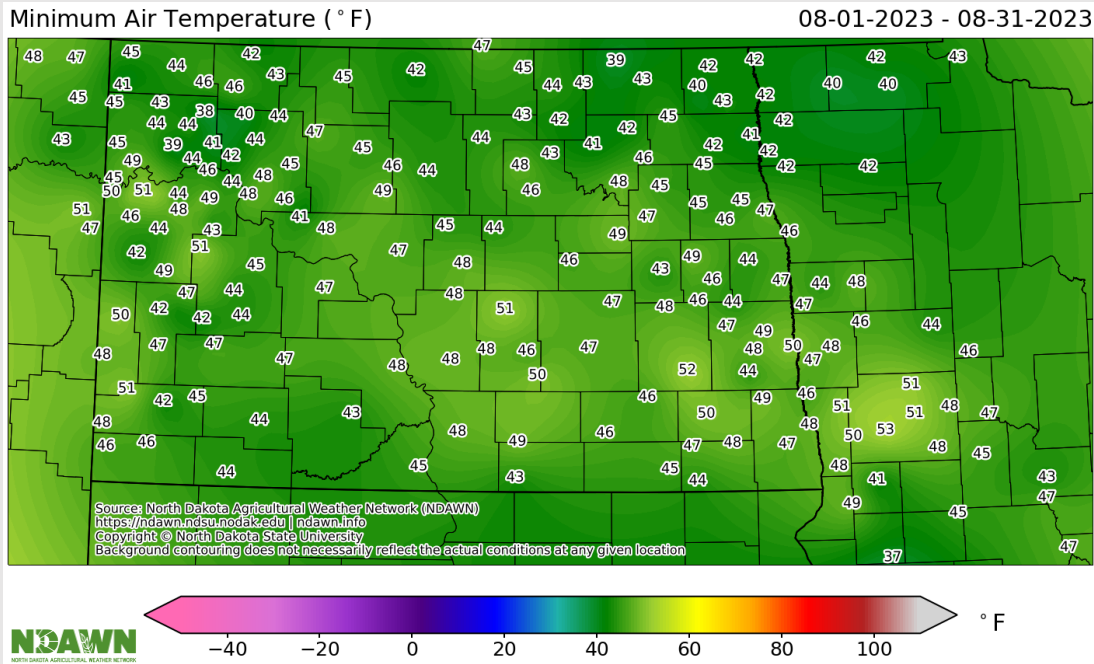 Minimum Air Temperature (°F) 08-01-2023 - 08-31-2023
47
48 47 45 44 42 43 45 42 45 39 42 42 42 43
41 46 46 44 43 43 40 40 40
45 45 43 38 40 44 43 42 45 43 42 42
43 45 44 44 39 41 44 47 45 44 43 42 41 42 41 42
49 44 42 45 46 44 48 46 45 42 42
45 46 44 48
50 51 44 49 48 46 49 46 48 45 45 45
51 46 48 41 47 46 47
47 44 43 48 45 44 49 46
42 51 47 46 49 44
49 45 48 43 46 47 44 48
47 44 47 48 51 47 48 46 44 47
50 42 42 44 47 49 46 44
48 47 47 47 48 48 48 46 47 48 50 48 47 46
50 52 44
51 42 45 46 49 46 51
48 44 43 50 51 51 48 47
46 46 48 49 46 47 48 47 48 50 53 48 45
44 45 43 45 44 48 41 43
49 45 47
37 47
Source: North Dakota Agricultural Weather Network (NDAWN)
https://ndawn.ndsu.nodak.edu | ndawn.info
Copyright © North Dakota State University
Background contouring does not necessarily reflect the actual conditions at any given location
°F
−40 −20 0 20 40 60 80 100
NDAWN
NORTH DAKOTA AGRICULTURAL WEATHER NETWORK